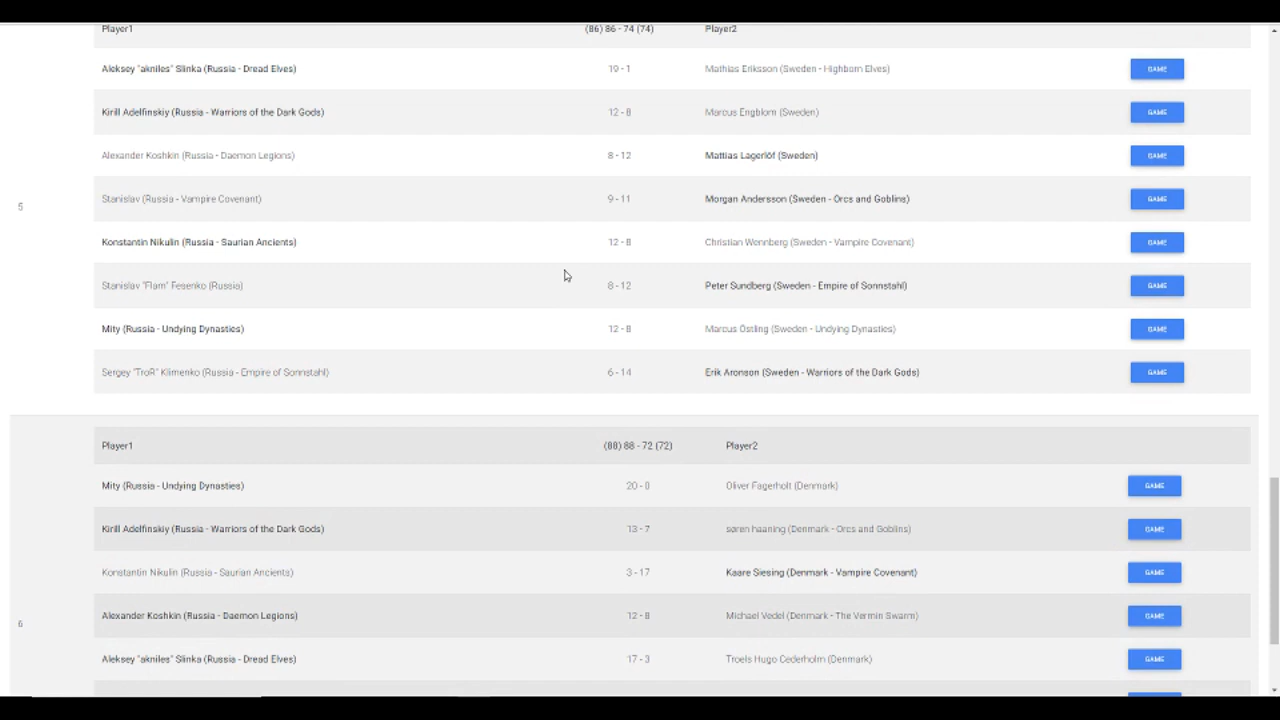 Player1 (86) 86 - 74 (74) Player2
Aleksey "akniles" Slinka (Russia - Dread Elves) 19 - 1 Mathias Eriksson (Sweden - Highborn Elves) GAME
Kirill Adelfinskiy (Russia - Warriors of the Dark Gods) 12 - 8 Marcus Engblom (Sweden) GAME
Alexander Koshkin (Russia - Daemon Legions) 8 - 12 Mattias Lagerlöf (Sweden) GAME
5 Stanislav (Russia - Vampire Covenant) 9 - 11 Morgan Andersson (Sweden - Orcs and Goblins) GAME
Konstantin Nikulin (Russia - Saurian Ancients) 12 - 8 Christian Wennberg (Sweden - Vampire Covenant) GAME
Stanislav "Flam" Fesenko (Russia) 8 - 12 Peter Sundberg (Sweden - Empire of Sonnstahl) GAME
Mity (Russia - Undying Dynasties) 12 - 8 Marcus Östling (Sweden - Undying Dynasties) GAME
Sergey "TroR" Klimenko (Russia - Empire of Sonnstahl) 6 - 14 Erik Aronson (Sweden - Warriors of the Dark Gods) GAME
Player1 (88) 88 - 72 (72) Player2
Mity (Russia - Undying Dynasties) 20 - 0 Oliver Fagerholt (Denmark) GAME
Kirill Adelfinskiy (Russia - Warriors of the Dark Gods) 13 - 7 søren haaning (Denmark - Orcs and Goblins) GAME
Konstantin Nikulin (Russia - Saurian Ancients) 3 - 17 Kaare Siesing (Denmark - Vampire Covenant) GAME
6 Alexander Koshkin (Russia - Daemon Legions) 12 - 8 Michael Vedel (Denmark - The Vermin Swarm) GAME
Aleksey "akniles" Slinka (Russia - Dread Elves) 17 - 3 Troels Hugo Cederholm (Denmark) GAME